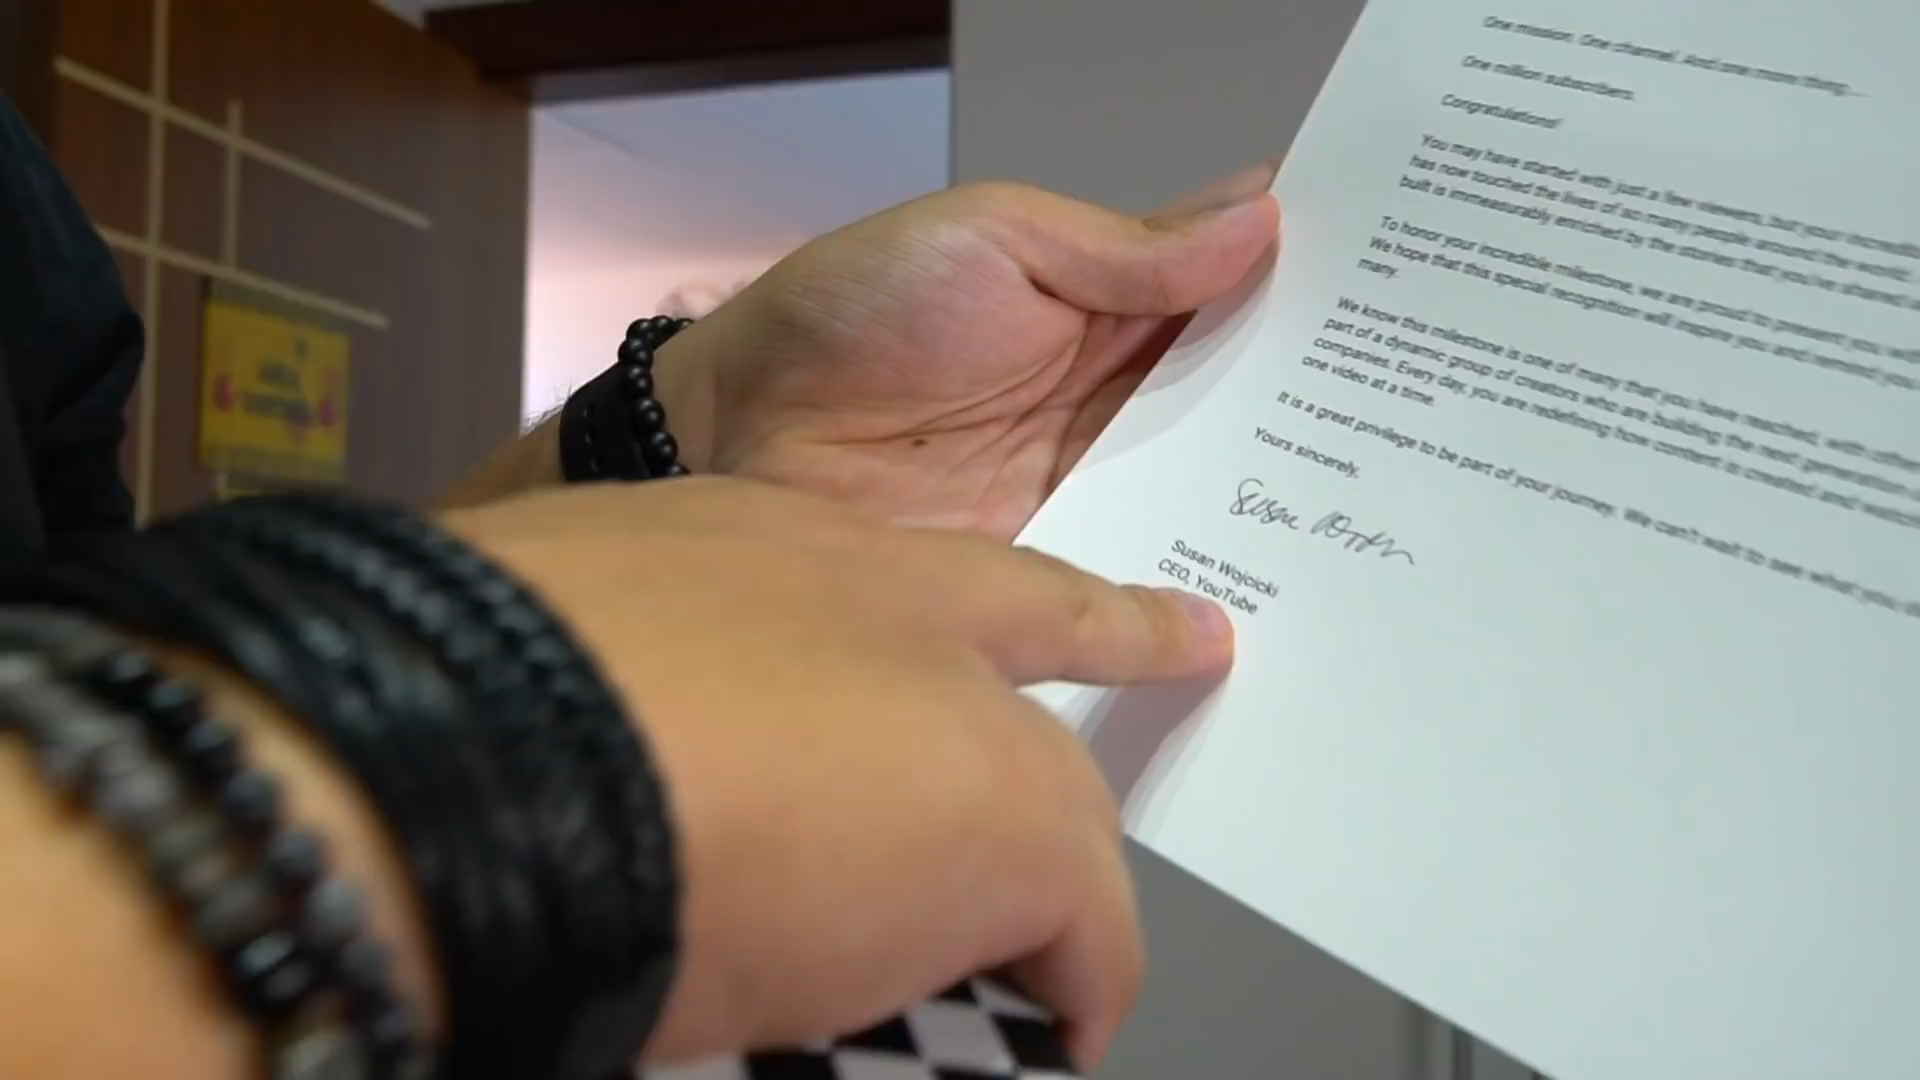 One mission. One channel. And one more thing...
One million subscribers.
Congratulations!
You may have started with just a few viewers, but your incredible
has now touched the lives of so many people around the world.
built is immeasurably enriched by the stories that you've shared
To honor your incredible milestone, we are proud to present you with
We hope that this special recognition will inspire you and remind you
many.
We know this milestone is one of many that you have reached, with
part of a dynamic group of creators who are building the next generation
companies. Every day, you are redefining how content is created and
one video at a time.
It is a great privilege to be part of your journey. We can't wait to see what you
Yours sincerely,
Susan Wojcicki
CEO, YouTube